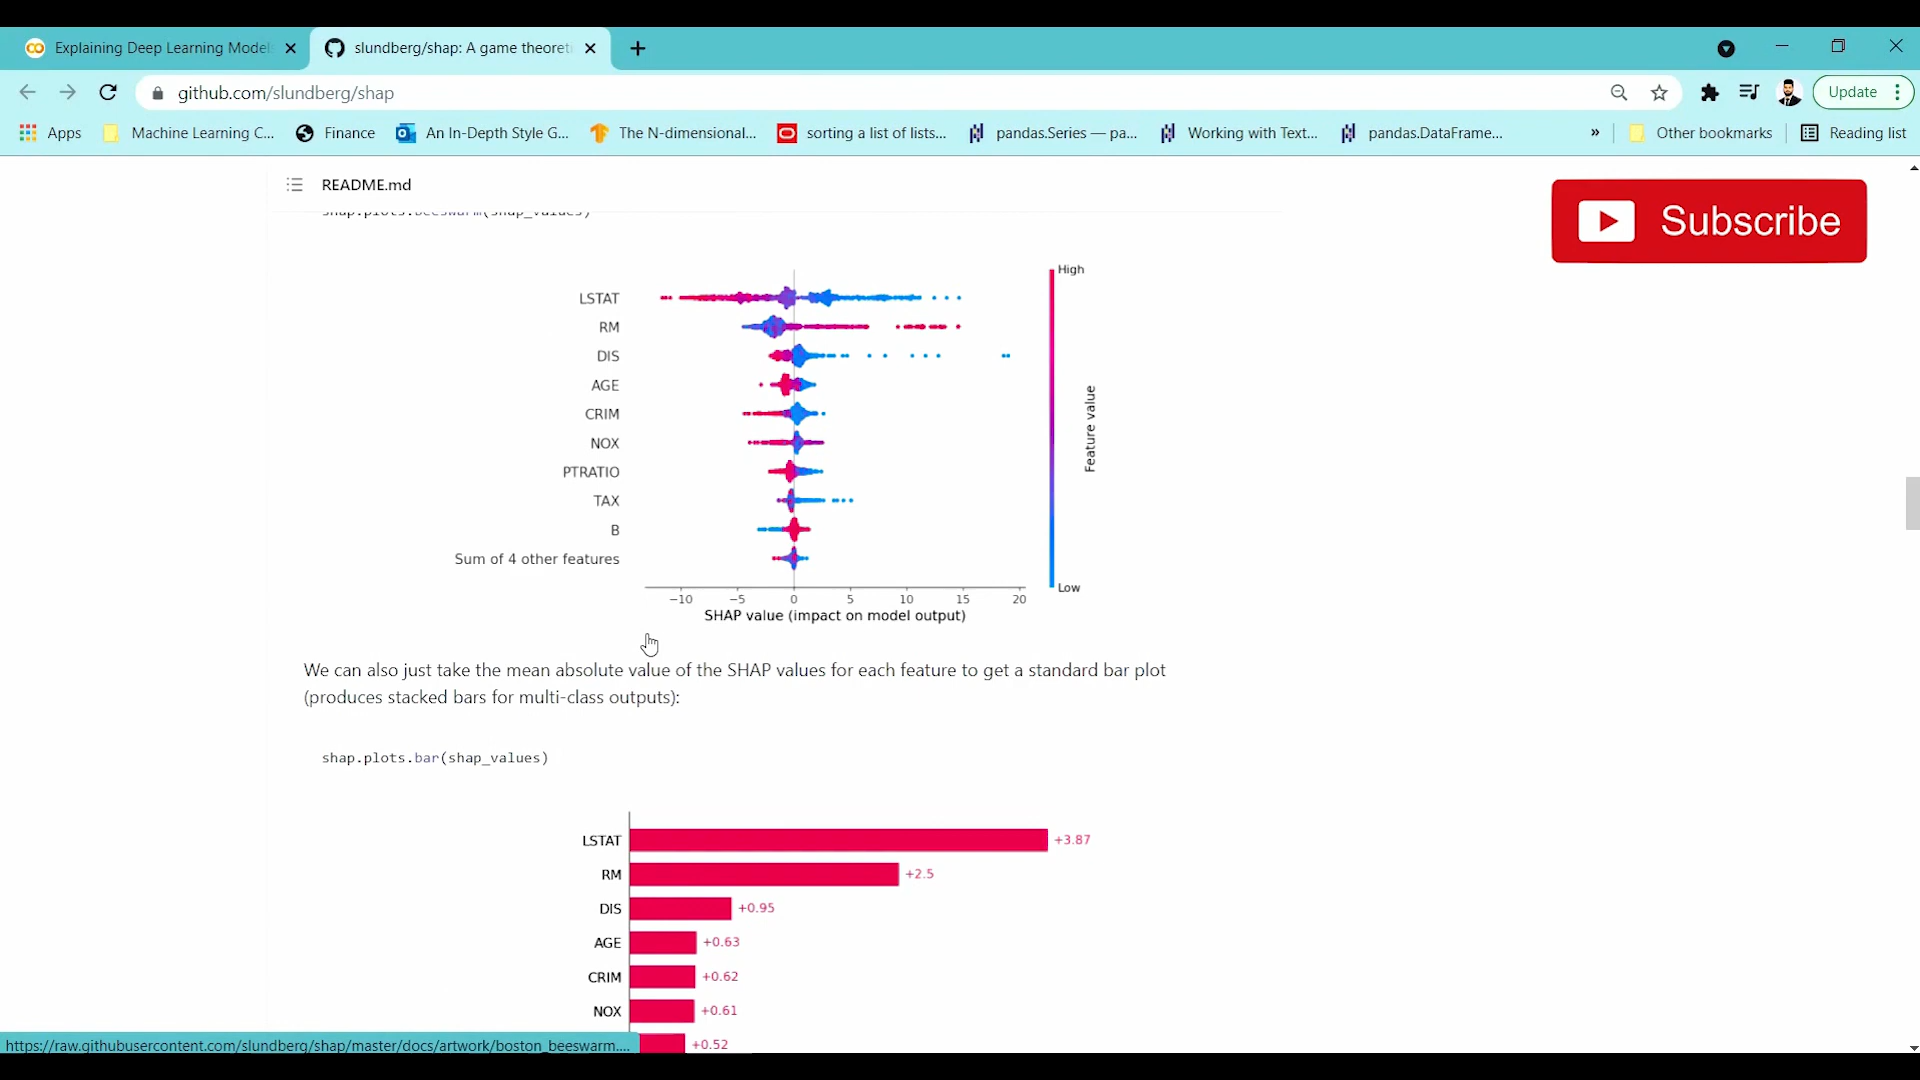 Explaining Deep Learning Model
slundberg/shap: A game theoreti
github.com/slundberg/shap
Update
Apps
Machine Learning C...
Finance
An In-Depth Style G...
The N-dimensional...
sorting a list of lists...
pandas.Series — pa...
Working with Text...
pandas.DataFrame...
»
Other bookmarks
Reading list
README.md
Subscribe
shap.plots.beeswarm(shap_values)
High
LSTAT
RM
DIS
AGE
CRIM
NOX
PTRATIO
TAX
B
Sum of 4 other features
Feature value
Low
−10 −5 0 5 10 15 20
SHAP value (impact on model output)
We can also just take the mean absolute value of the SHAP values for each feature to get a standard bar plot
(produces stacked bars for multi-class outputs):
shap.plots.bar(shap_values)
LSTAT +3.87
RM +2.5
DIS +0.95
AGE +0.63
CRIM +0.62
NOX +0.61
+0.52
https://raw.githubusercontent.com/slundberg/shap/master/docs/artwork/boston_beeswarm....